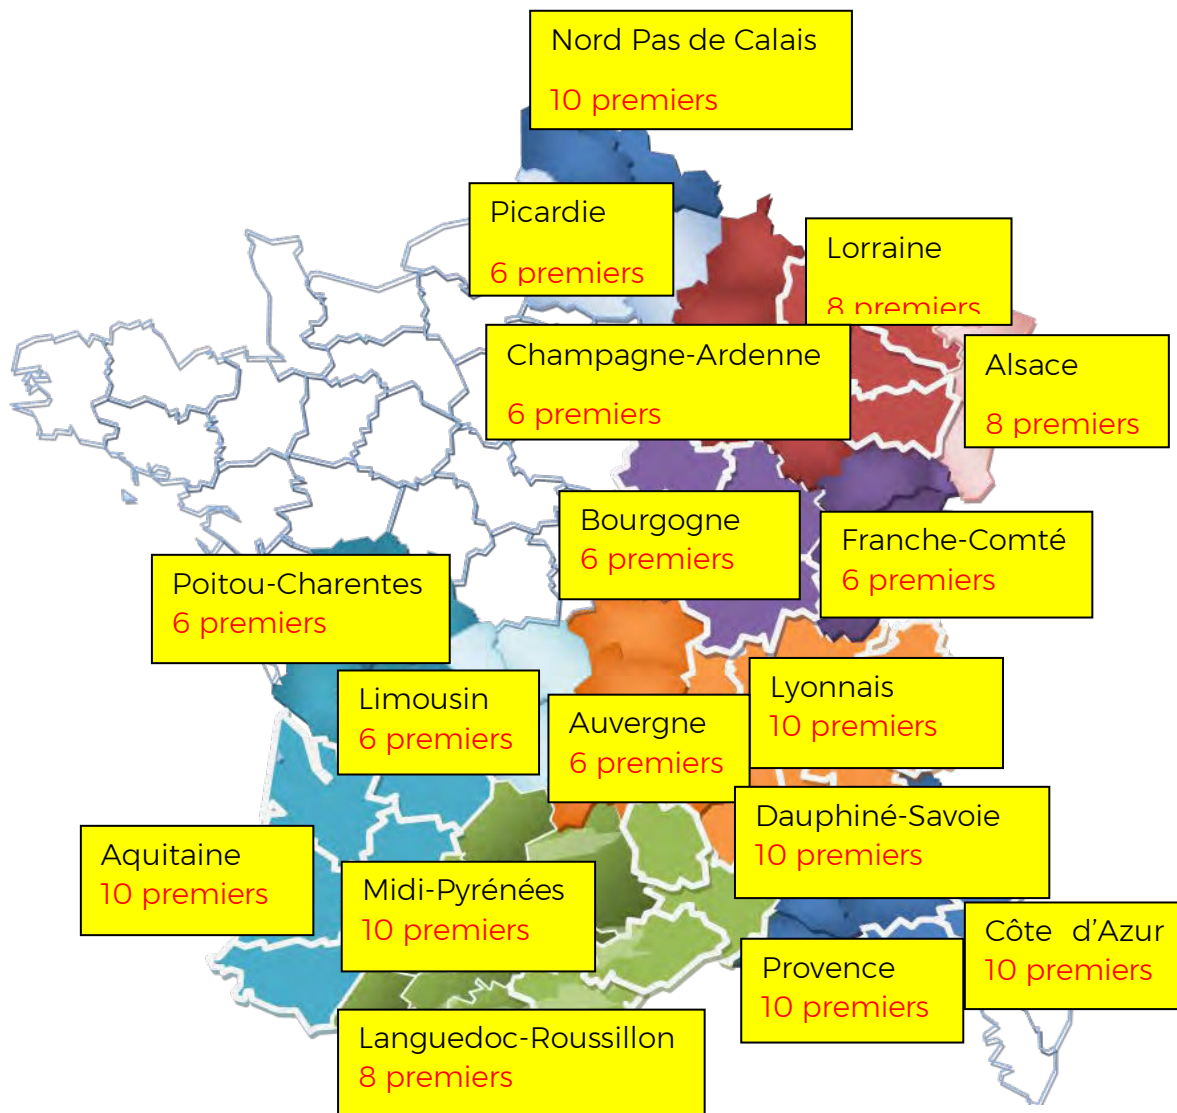 Nord Pas de Calais
10 premiers
Picardie
6 premiers
Lorraine
8 premiers
Champagne-Ardenne
6 premiers
Alsace
8 premiers
Bourgogne
6 premiers
Franche-Comté
6 premiers
Poitou-Charentes
6 premiers
Limousin
6 premiers
Auvergne
6 premiers
Lyonnais
10 premiers
Dauphiné-Savoie
10 premiers
Aquitaine
10 premiers
Midi-Pyrénées
10 premiers
Provence
10 premiers
Côte d'Azur
10 premiers
Languedoc-Roussillon
8 premiers